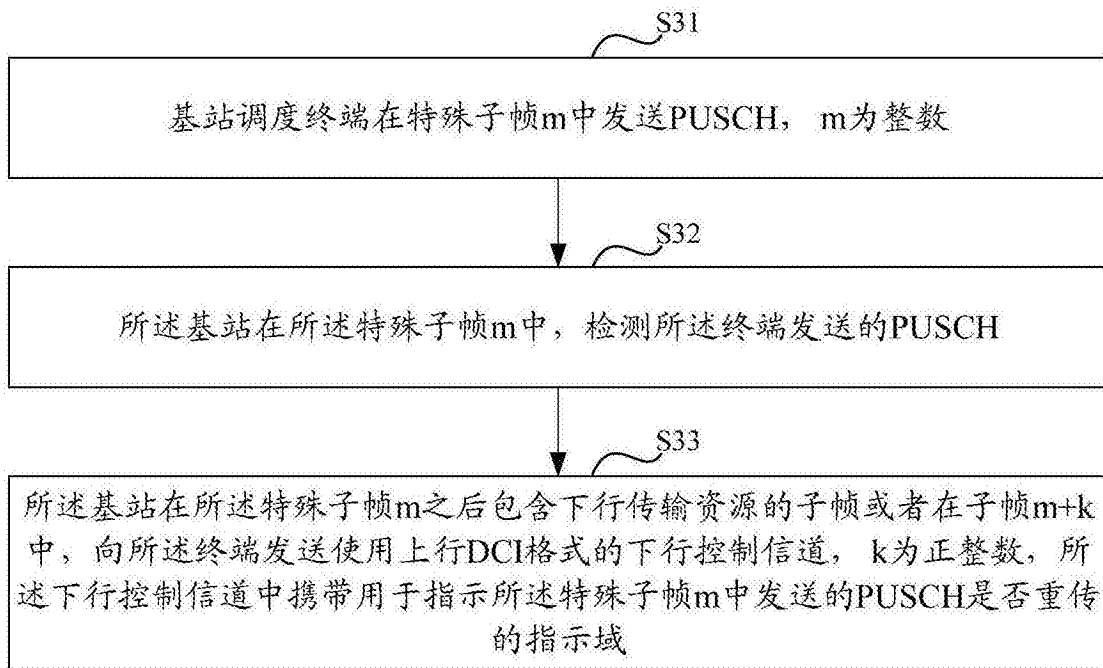 S31
基站调度终端在特殊子帧m中发送PUSCH, m为整数
S32
所述基站在所述特殊子帧m中，检测所述终端发送的PUSCH
S33
所述基站在所述特殊子帧m之后包含下行传输资源的子帧或者在子帧m+k
中，向所述终端发送使用上行DCI格式的下行控制信道，k为正整数，所
述下行控制信道中携带用于指示所述特殊子帧m中发送的PUSCH是否重传
的指示域